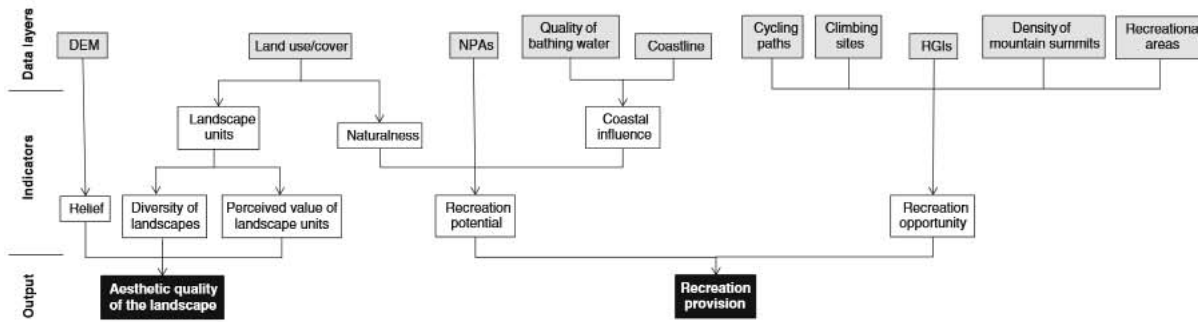 Data layers
DEM
Land use/cover
NPAs
Quality of
bathing water
Coastline
Cycling
paths
Climbing
sites
RGIs
Density of
mountain summits
Recreational
areas
Indicators
Landscape
units
Naturalness
Coastal
influence
Relief
Diversity of
landscapes
Perceived value of
landscape units
Recreation
potential
Recreation
opportunity
Output
Aesthetic quality
of the landscape
Recreation
provision